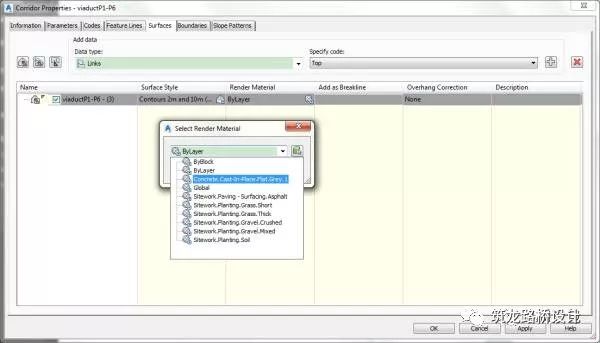 Corridor Properties - viaductP1-P6
Information Parameters Codes Feature Lines Surfaces Boundaries Slope Patterns
Add data
Data type:
Specify code:
Links
Top
Name Surface Style Render Material Add as Breakline Overhang Correction Description
viaductP1-P6 - (3) Contours 2m and 10m (... ByLayer None
Select Render Material
ByLayer
ByBlock
ByLayer
Concrete.Cast-In-Place.Flat.Grey.1
Global
Sitework.Paving - Surfacing.Asphalt
Sitework.Planting.Grass.Short
Sitework.Planting.Grass.Thick
Sitework.Planting.Gravel.Crushed
Sitework.Planting.Gravel.Mixed
Sitework.Planting.Soil
筑龙路桥设计
OK Cancel Apply Help